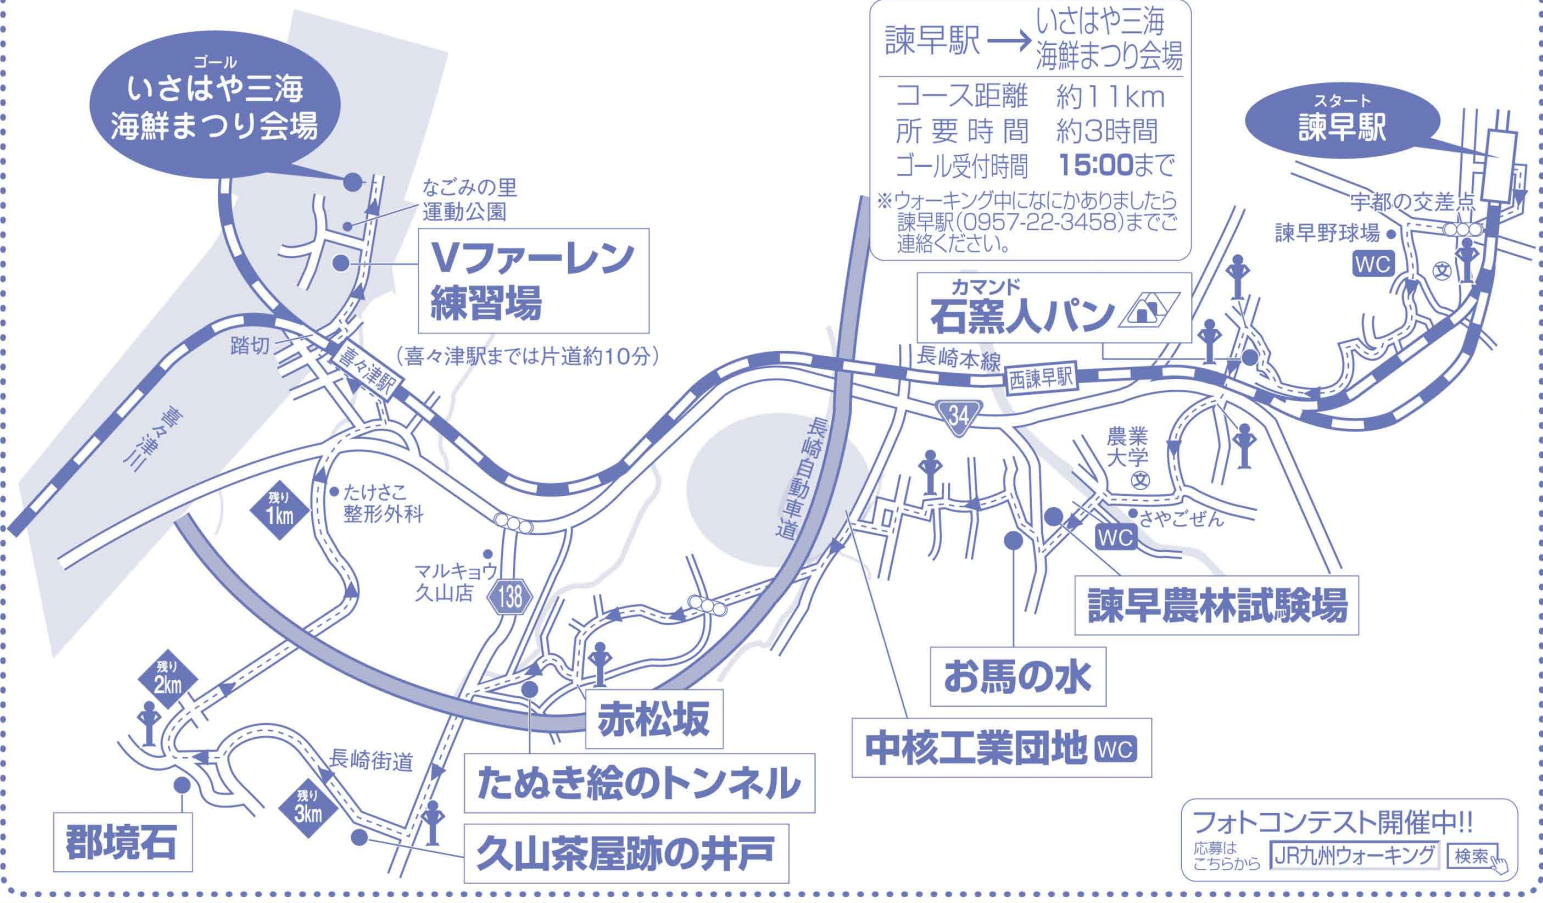 ゴール
いさはや三海
海鮮まつり会場
諫早駅→いさはや三海
海鮮まつり会場
コース距離 約11km
所要時間 約3時間
ゴール受付時間 15:00まで
※ウォーキング中になにかありましたら
諫早駅(0957-22-3458)までご
連絡ください。
スタート
諫早駅
宇都の交差点
諫早野球場
WC
文
なごみの里
運動公園
Vファーレン
練習場
(喜々津駅までは片道約10分)
踏切
喜々津駅
喜々津川
カマンド
石窯人パン
長崎本線
西諫早駅
34
長崎自動車道
農業
大学
文
さやごぜん
WC
残り
1km
たけさこ
整形外科
マルキョウ
久山店
138
諫早農林試験場
お馬の水
中核工業団地 WC
赤松坂
たぬき絵のトンネル
久山茶屋跡の井戸
残り
2km
長崎街道
残り
3km
郡境石
フォトコンテスト開催中!!
応募は
こちらから
JR九州ウォーキング 検索